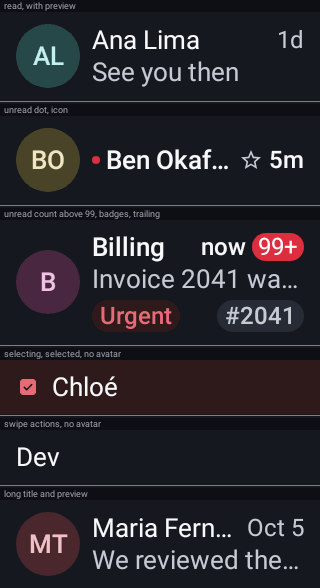 read, with preview
AL
Ana Lima 1d
See you then
unread dot, icon
BO
Ben Okaf… 5m
unread count above 99, badges, trailing
B
Billing now 99+
Invoice 2041 wa…
Urgent #2041
selecting, selected, no avatar
Chloé
swipe actions, no avatar
Dev
long title and preview
MT
Maria Fern… Oct 5
We reviewed the…